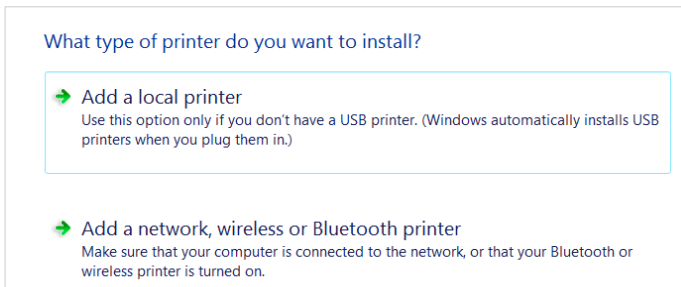 What type of printer do you want to install?
Add a local printer
Use this option only if you don't have a USB printer. (Windows automatically installs USB
printers when you plug them in.)
Add a network, wireless or Bluetooth printer
Make sure that your computer is connected to the network, or that your Bluetooth or
wireless printer is turned on.